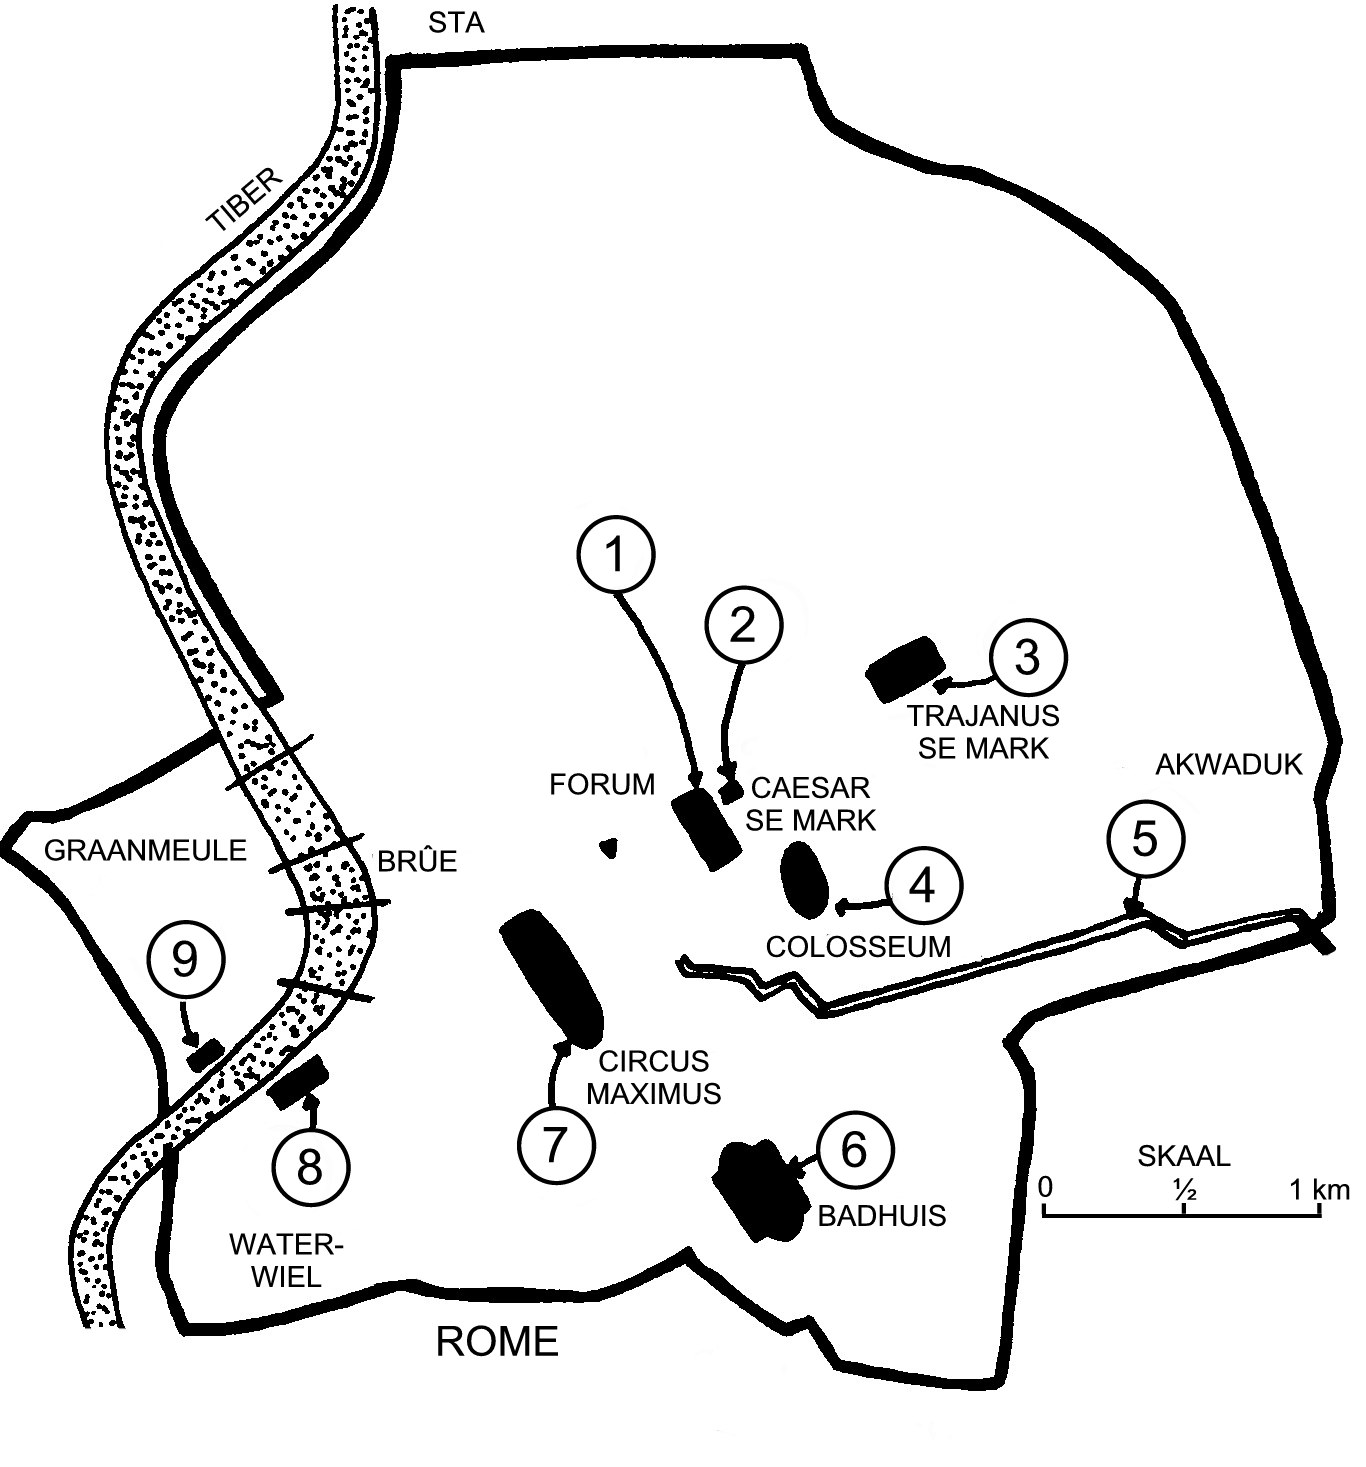 STA
TIBER
1
2
3
TRAJANUS
SE MARK
AKWADUK
FORUM
CAESAR
SE MARK
5
GRAANMEULE
BRÛE
4
COLOSSEUM
9
CIRCUS
MAXIMUS
7
6
8
BADHUIS
SKAAL
0 ½ 1 km
WATER-
WIEL
ROME